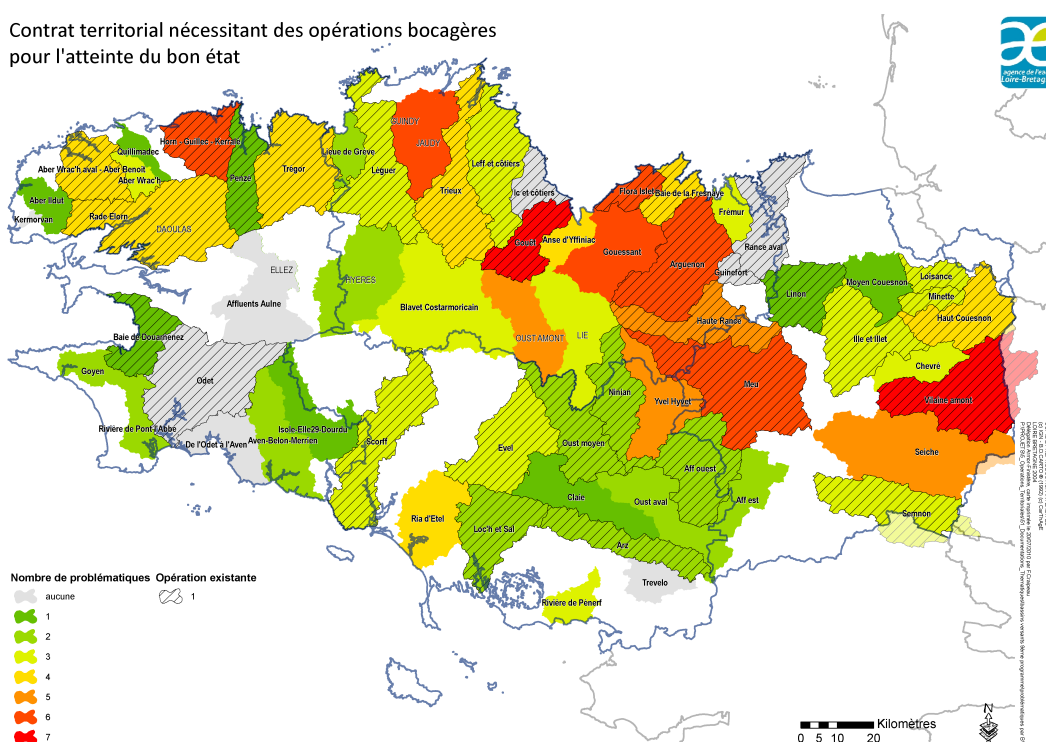 Contrat territorial nécessitant des opérations bocagères
pour l'atteinte du bon état
agence de l'eau
Loire-Bretagne
Horn - Guillec - Kerrale
Quillimadec
Aber Wrac'h aval - Aber Benoit
Aber Wrac'h
Aber Ildut
Kermorvan
Rade Elorn
DAOULAS
Penze
Tregor
Lieue de Grève
Leguer
GUINDY
JAUDY
Trieux
Leff et côtiers
Ic et côtiers
Gouët
Anse d'Yffiniac
Flora Islet
Baie de la Fresnaye
Frémur
Gouessant
Arguenon
Rance aval
Guinefort
Haute Rance
Linon
Moyen Couesnon
Loisance
Minette
Haut Couesnon
Ille et Illet
Chevré
Vilaine amont
Seiche
Semnon
ELLEZ
Affluents Aulne
HYERES
Blavet Costarmoricain
OUST AMONT
LIE
Meu
Yvel Hyvet
Ninian
Baie de Douarnenez
Goyen
Odet
Rivière de Pont-l'Abbe
De l'Odet à l'Aven
Aven-Belon-Merrien
Isole-Elle29-Dourdu
Scorff
Evel
Oust moyen
Claie
Oust aval
Aff ouest
Aff est
Ria d'Etel
Loc'h et Sal
Arz
Trevelo
Rivière de Pénerf
Nombre de problématiques
Opération existante
aucune
1
1
2
3
4
5
6
7
N
Kilomètres
0 5 10 20